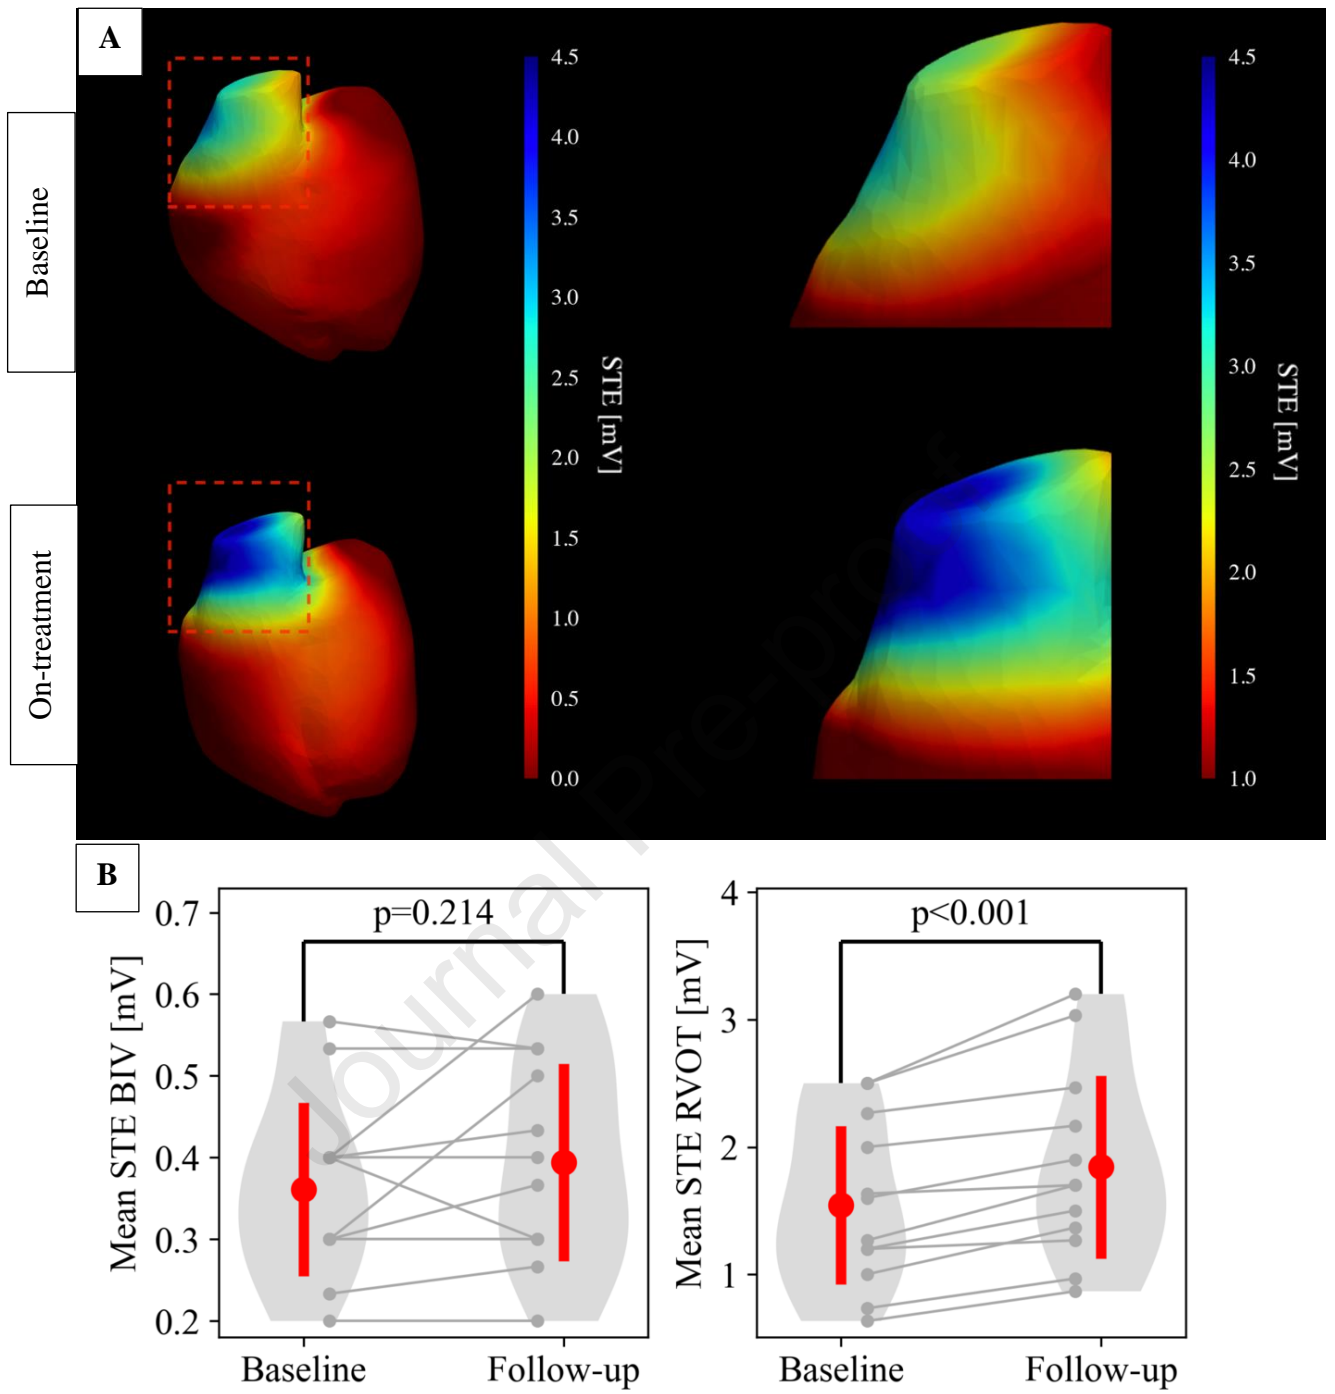 A
Baseline
4.5
4.0
3.5
3.0
2.5
2.0
1.5
1.0
0.5
0.0
STE [mV]
4.5
4.0
3.5
3.0
2.5
2.0
1.5
1.0
STE [mV]
On-treatment
Journal Pre-proof
B
Mean STE BIV [mV]
0.7
0.6
0.5
0.4
0.3
0.2
p=0.214
Baseline
Follow-up
Mean STE RVOT [mV]
4
3
2
1
p<0.001
Baseline
Follow-up